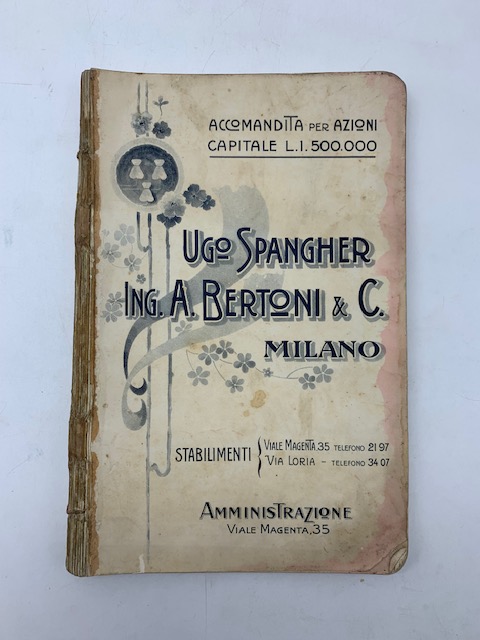 ACCOMANDITA PER AZIONI
CAPITALE L.1.500.000
UGO SPANGHER
ING. A. BERTONI & C.
MILANO
STABILIMENTI { VIALE MAGENTA, 35 TELEFONO 21 97
VIA LORIA - TELEFONO 34 07
AMMINISTRAZIONE
VIALE MAGENTA, 35